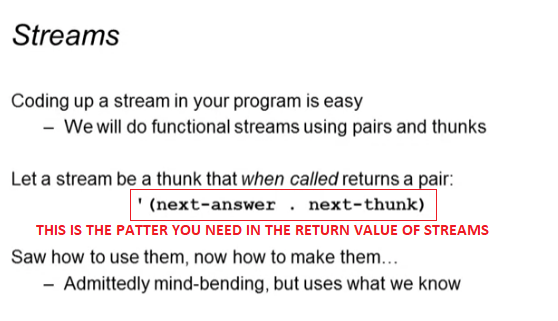 Streams
Coding up a stream in your program is easy
– We will do functional streams using pairs and thunks
Let a stream be a thunk that when called returns a pair:
'(next-answer . next-thunk)
THIS IS THE PATTER YOU NEED IN THE RETURN VALUE OF STREAMS
Saw how to use them, now how to make them…
– Admittedly mind-bending, but uses what we know